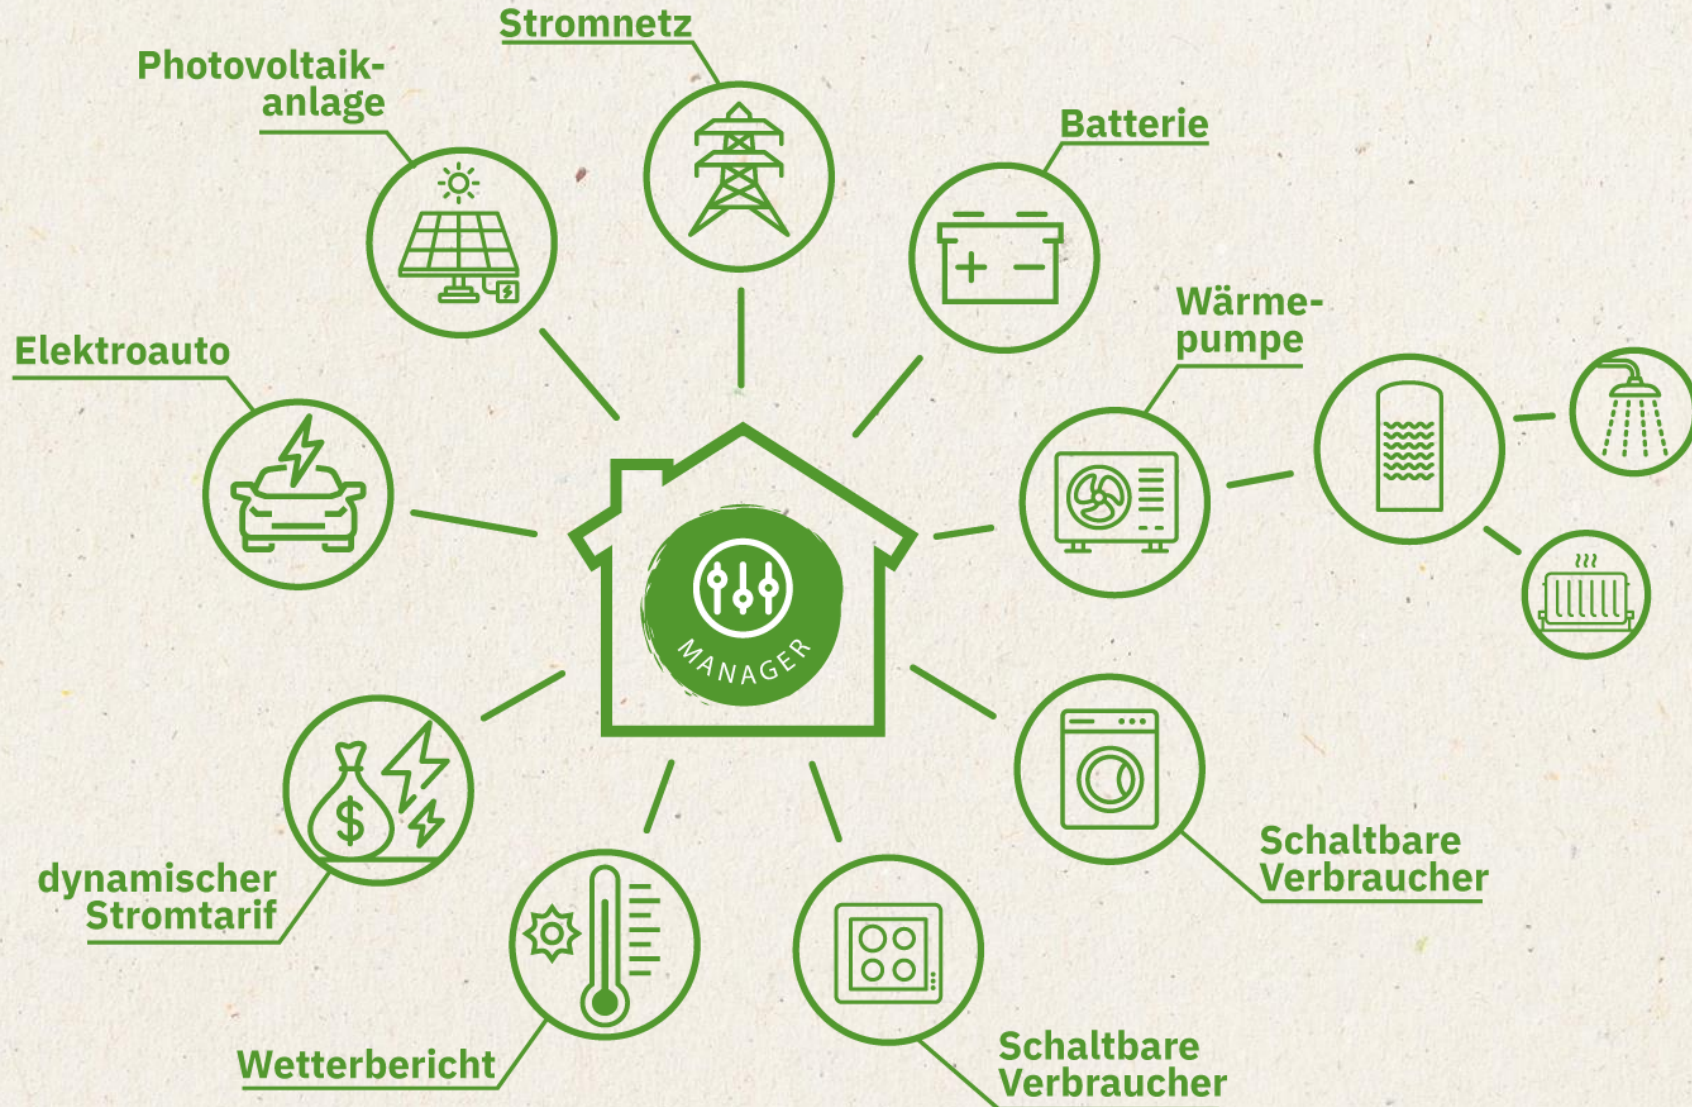 Stromnetz
Photovoltaik-
anlage
Batterie
Wärme-
pumpe
Elektroauto
MANAGER
$
Schaltbare
Verbraucher
dynamischer
Stromtarif
Wetterbericht
Schaltbare
Verbraucher